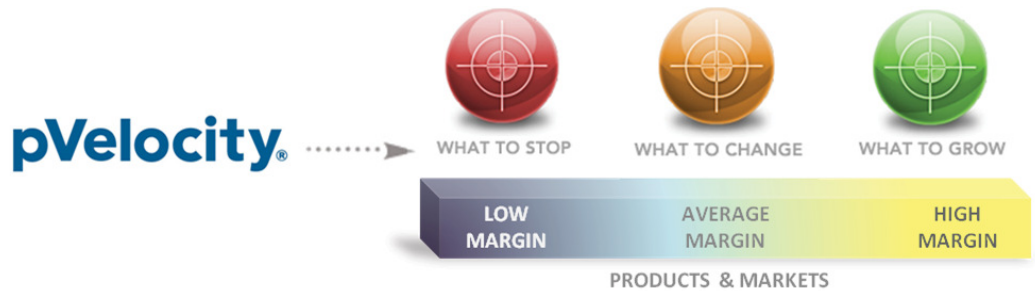 pVelocity®
WHAT TO STOP
WHAT TO CHANGE
WHAT TO GROW
LOW
MARGIN
AVERAGE
MARGIN
HIGH
MARGIN
PRODUCTS & MARKETS